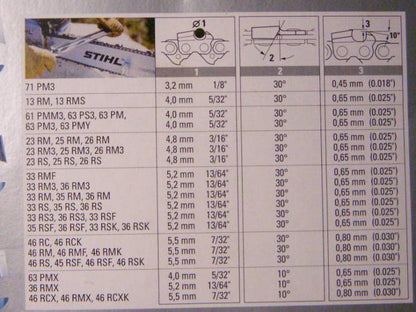 STIHL
Ø1
2
3
10°
1 2 3
71 PM3 3,2 mm 1/8" 30° 0,45 mm (0.018")
13 RM, 13 RMS 4,0 mm 5/32" 30° 0,65 mm (0.025")
61 PMM3, 63 PS3, 63 PM, 4,0 mm 5/32" 30° 0,65 mm (0.025")
63 PM3, 63 PMY 4,0 mm 5/32" 30° 0,65 mm (0.025")
23 RM, 25 RM, 26 RM 4,8 mm 3/16" 30° 0,65 mm (0.025")
23 RM3, 25 RM3, 26 RM3 4,8 mm 3/16" 30° 0,65 mm (0.025")
23 RS, 25 RS, 26 RS 4,8 mm 3/16" 30° 0,65 mm (0.025")
33 RMF 5,2 mm 13/64" 30° 0,65 mm (0.025")
33 RM3, 36 RM3 5,2 mm 13/64" 30° 0,65 mm (0.025")
33 RM, 35 RM, 36 RM 5,2 mm 13/64" 30° 0,65 mm (0.025")
33 RS, 35 RS, 36 RS 5,2 mm 13/64" 30° 0,65 mm (0.025")
33 RS3, 36 RS3, 33 RSF 5,2 mm 13/64" 30° 0,65 mm (0.025")
35 RSF, 36 RSF, 33 RSK, 36 RSK 5,2 mm 13/64" 30° 0,65 mm (0.025")
46 RC, 46 RCK 5,5 mm 7/32" 30° 0,80 mm (0.030")
46 RM, 46 RMF, 46 RMK 5,5 mm 7/32" 30° 0,80 mm (0.030")
46 RS, 45 RSF, 46 RSF, 46 RSK 5,5 mm 7/32" 30° 0,80 mm (0.030")
63 PMX 4,0 mm 5/32" 10° 0,65 mm (0.025")
36 RMX 5,2 mm 13/64" 10° 0,65 mm (0.025")
46 RCX, 46 RMX, 46 RCXK 5,5 mm 7/32" 10° 0,80 mm (0.030")